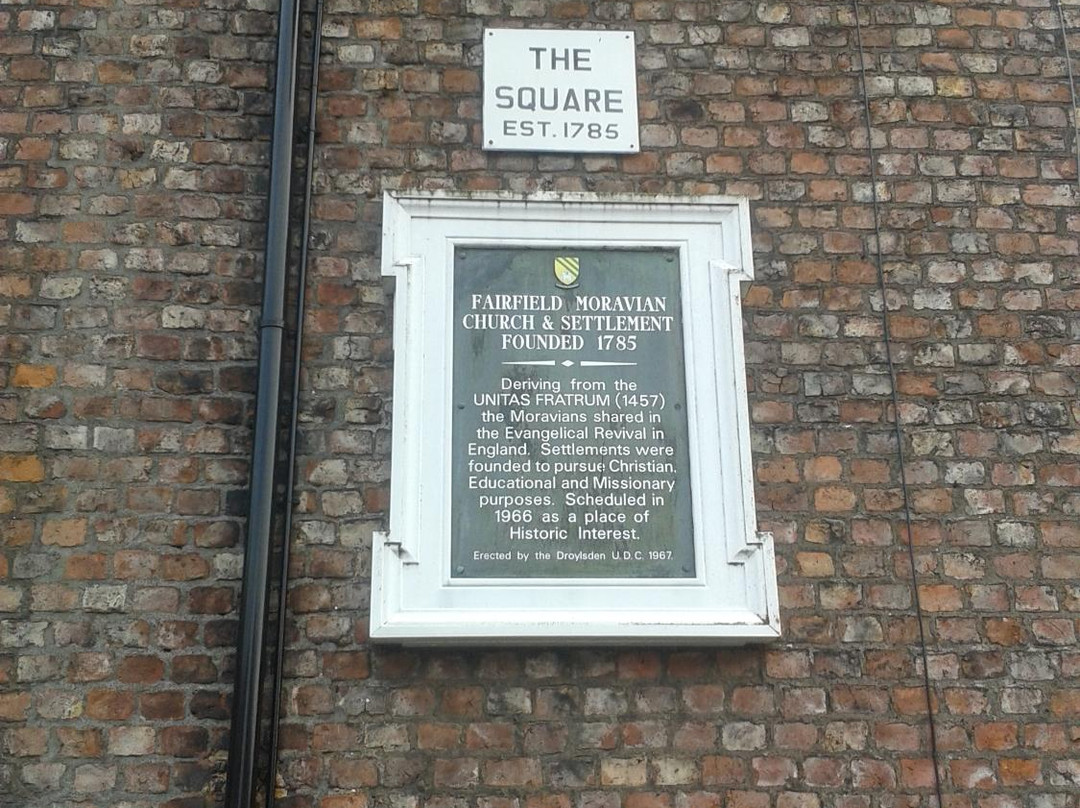 THE
SQUARE
EST. 1785
FAIRFIELD MORAVIAN
CHURCH & SETTLEMENT
FOUNDED 1785
Deriving from the
UNITAS FRATRUM (1457)
the Moravians shared in
the Evangelical Revival in
England. Settlements were
founded to pursue Christian,
Educational and Missionary
purposes. Scheduled in
1966 as a place of
Historic Interest.
Erected by the Droylsden U.D.C. 1967.